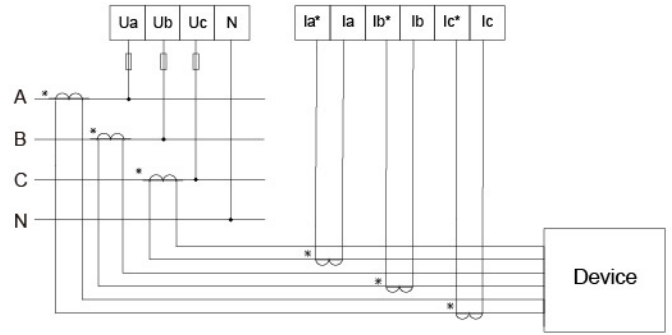 Ua Ub Uc N Ia* Ia Ib* Ib Ic* Ic
* A
* B
* C
N
*
* Device
*